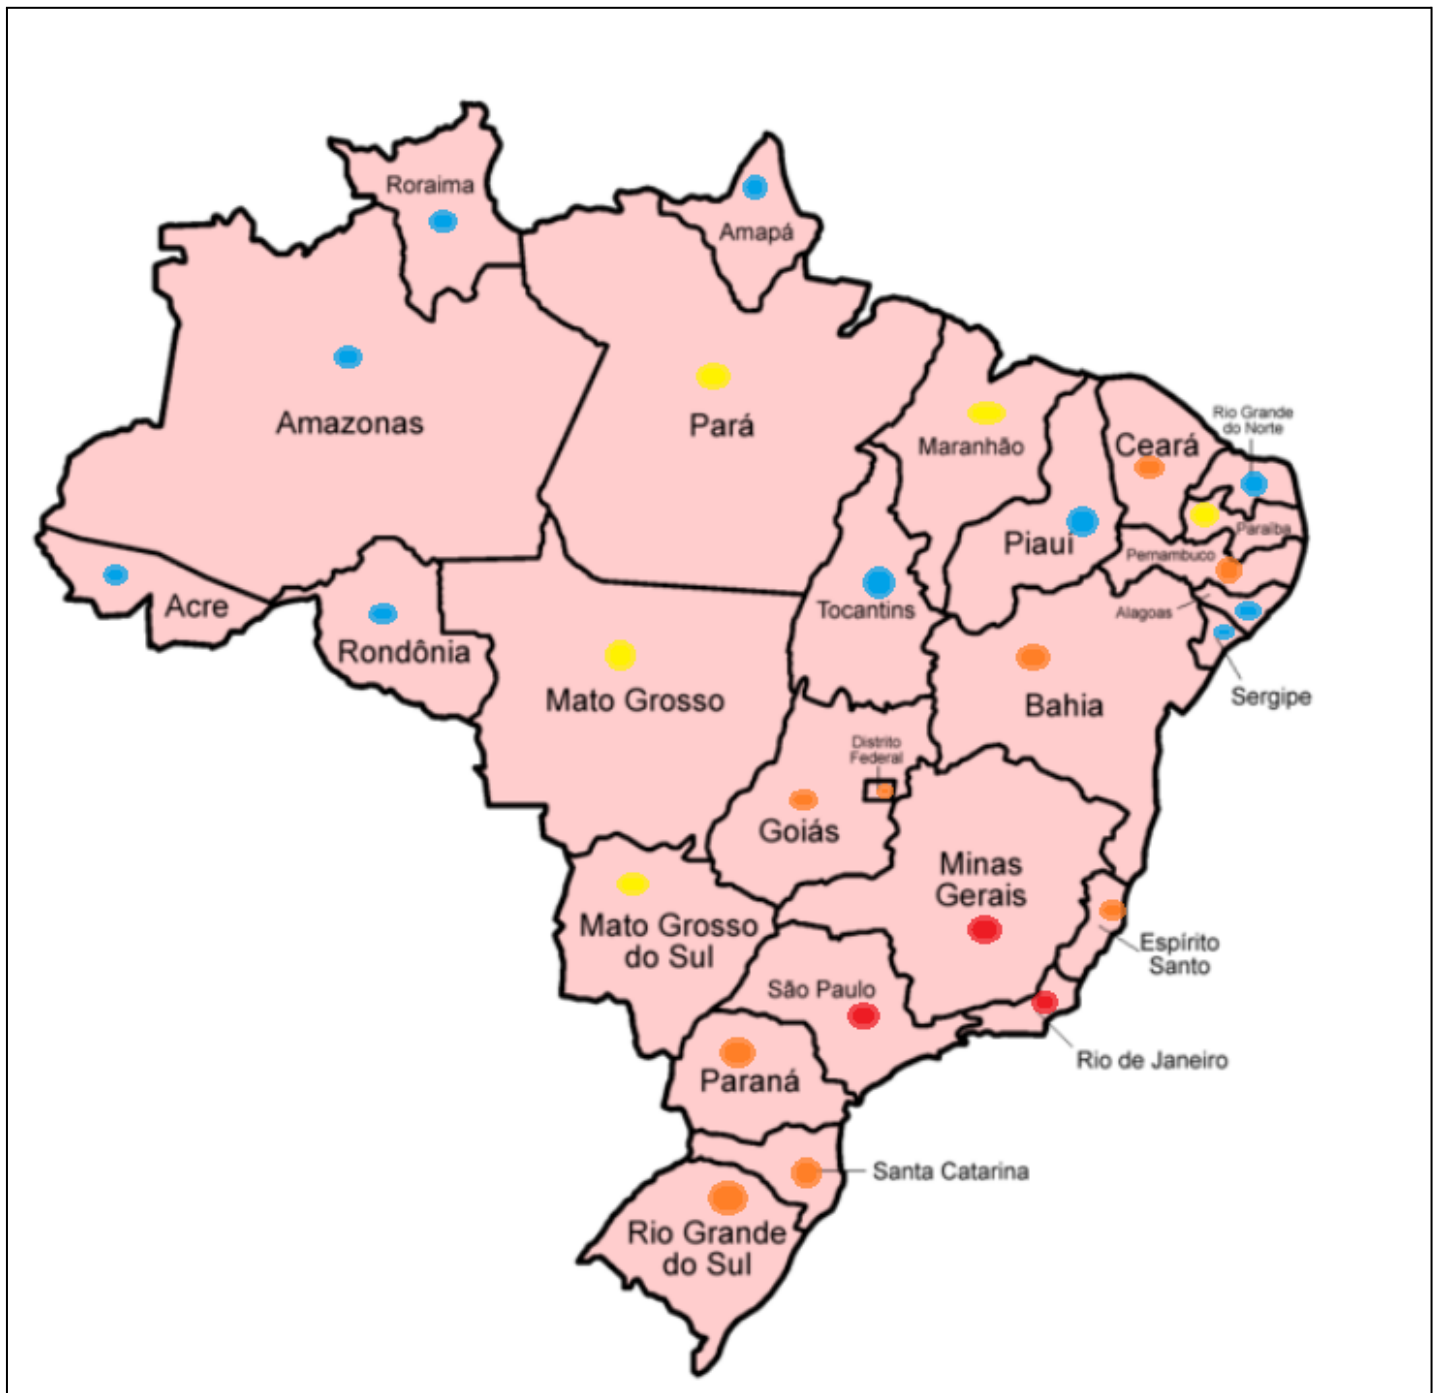 Roraima
Amapá
Amazonas
Pará
Maranhão
Ceará
Rio Grande
do Norte
Piauí
Paraíba
Pernambuco
Alagoas
Sergipe
Acre
Rondônia
Tocantins
Mato Grosso
Bahia
Distrito
Federal
Goiás
Minas
Gerais
Mato Grosso
do Sul
Espírito
Santo
São Paulo
Rio de Janeiro
Paraná
Santa Catarina
Rio Grande
do Sul